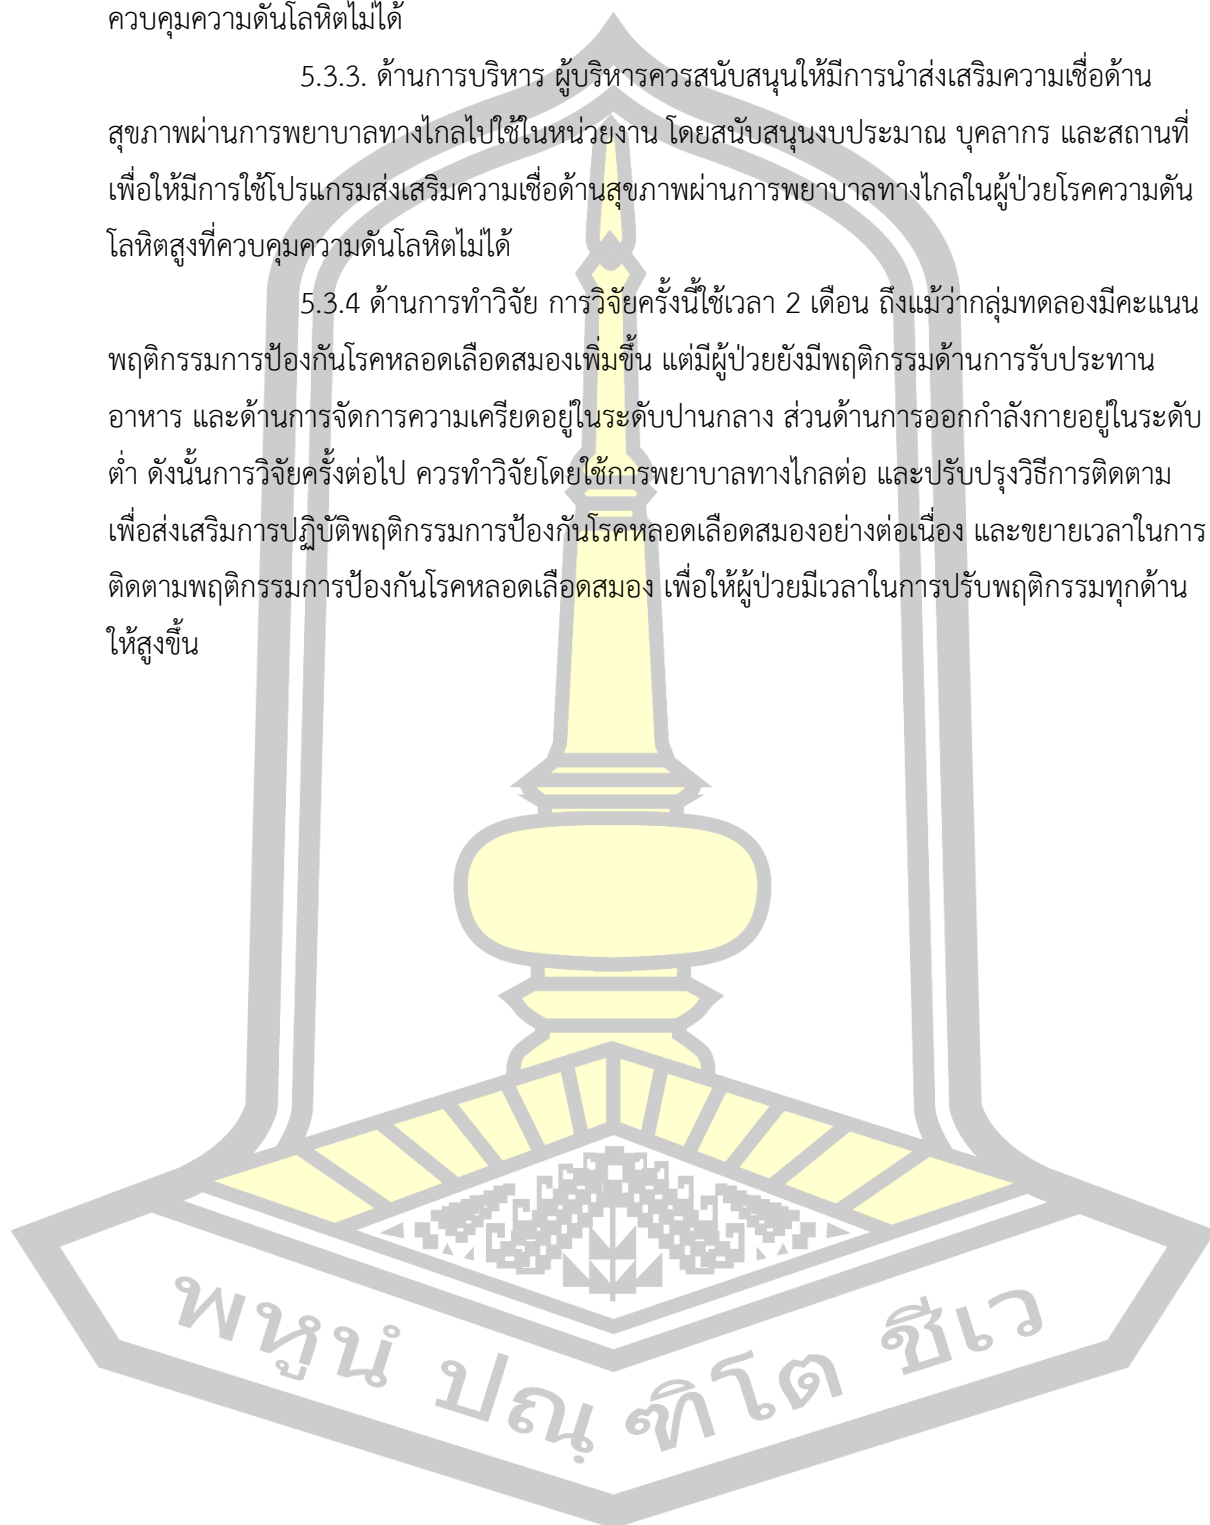 ควบคุมความดันโลหิตไม่ได้
5.3.3. ด้านการบริหาร ผู้บริหารควรสนับสนุนให้มีการนำส่งเสริมความเชื่อด้าน
สุขภาพผ่านการพยาบาลทางไกลไปใช้ในหน่วยงาน โดยสนับสนุนงบประมาณ บุคลากร และสถานที่
เพื่อให้มีการใช้โปรแกรมส่งเสริมความเชื่อด้านสุขภาพผ่านการพยาบาลทางไกลในผู้ป่วยโรคความดัน
โลหิตสูงที่ควบคุมความดันโลหิตไม่ได้
5.3.4 ด้านการทำวิจัย การวิจัยครั้งนี้ใช้เวลา 2 เดือน ถึงแม้ว่ากลุ่มทดลองมีคะแนน
พฤติกรรมการป้องกันโรคหลอดเลือดสมองเพิ่มขึ้น แต่มีผู้ป่วยยังมีพฤติกรรมด้านการรับประทาน
อาหาร และด้านการจัดการความเครียดอยู่ในระดับปานกลาง ส่วนด้านการออกกำลังกายอยู่ในระดับ
ต่ำ ดังนั้นการวิจัยครั้งต่อไป ควรทำวิจัยโดยใช้การพยาบาลทางไกลต่อ และปรับปรุงวิธีการติดตาม
เพื่อส่งเสริมการปฏิบัติพฤติกรรมการป้องกันโรคหลอดเลือดสมองอย่างต่อเนื่อง และขยายเวลาในการ
ติดตามพฤติกรรมการป้องกันโรคหลอดเลือดสมอง เพื่อให้ผู้ป่วยมีเวลาในการปรับพฤติกรรมทุกด้าน
ให้สูงขึ้น
พหูนํ ปณฺ ฑิโต ชีเว